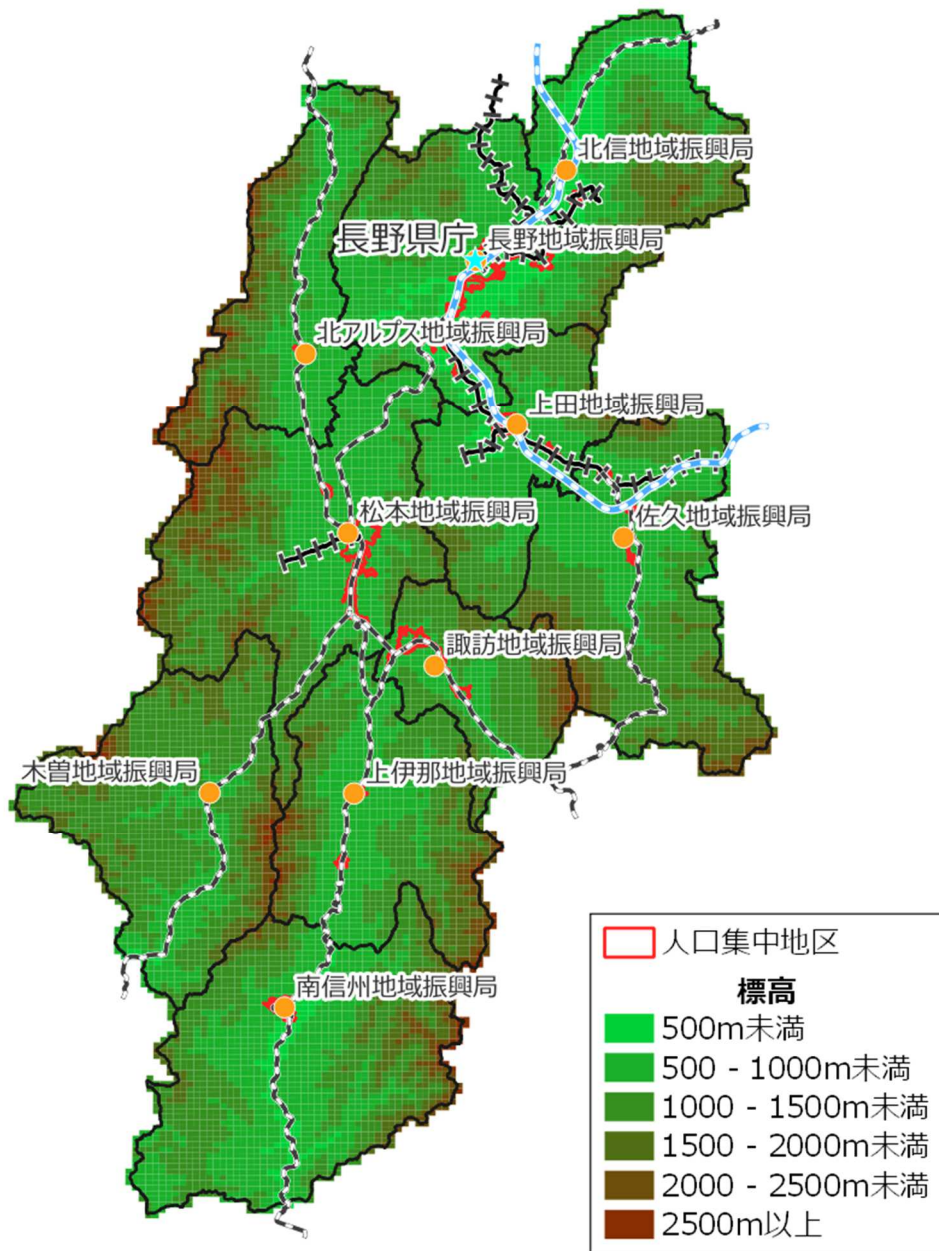 北信地域振興局
長野県庁
長野地域振興局
北アルプス地域振興局
上田地域振興局
松本地域振興局
佐久地域振興局
諏訪地域振興局
木曽地域振興局
上伊那地域振興局
南信州地域振興局
人口集中地区
標高
500m未満
500 - 1000m未満
1000 - 1500m未満
1500 - 2000m未満
2000 - 2500m未満
2500m以上